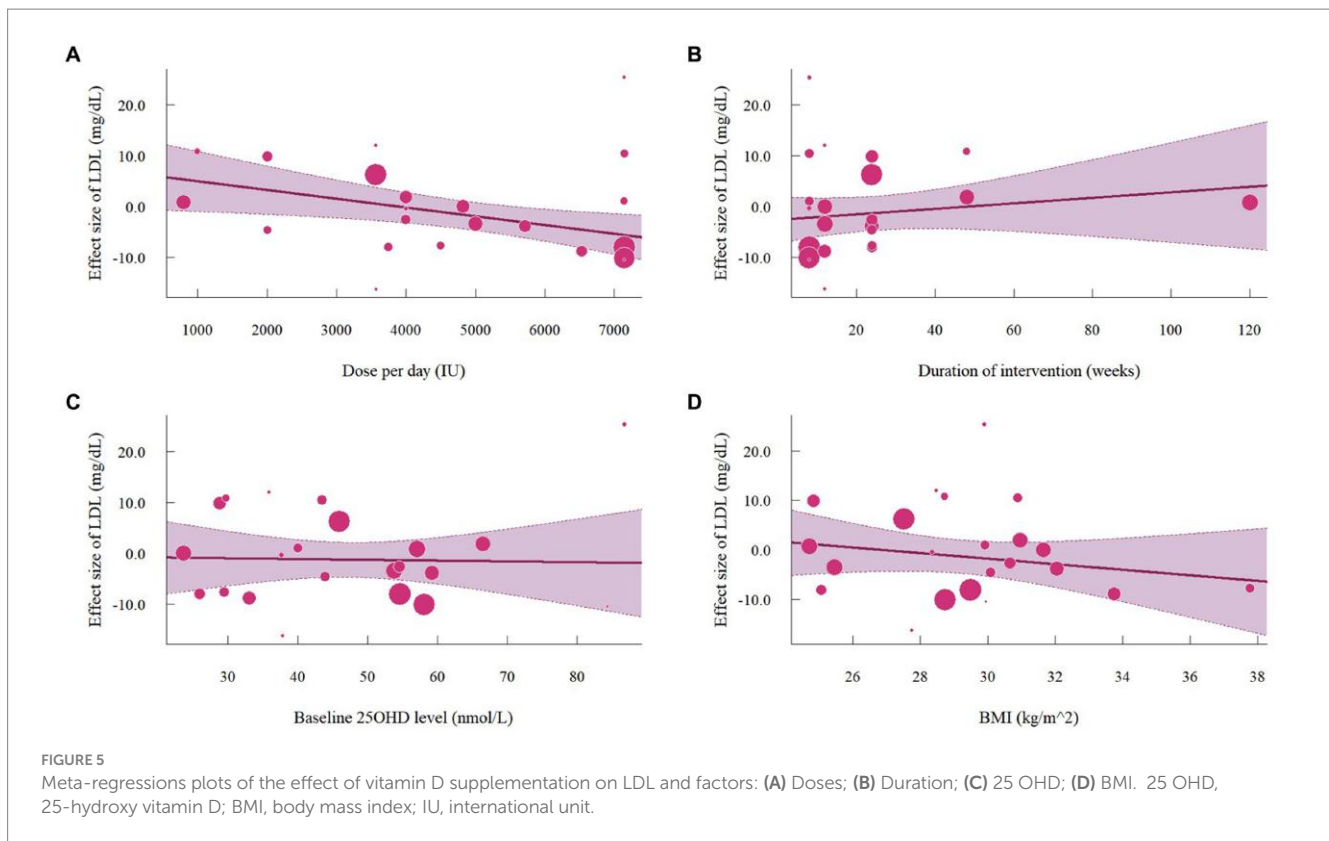 A
B
Effect size of LDL (mg/dL)
20.0
10.0
0.0
-10.0
1000 2000 3000 4000 5000 6000 7000
Dose per day (IU)
Effect size of LDL (mg/dL)
20.0
10.0
0.0
-10.0
20 40 60 80 100 120
Duration of intervention (weeks)
C
D
Effect size of LDL (mg/dL)
20.0
10.0
0.0
-10.0
30 40 50 60 70 80
Baseline 25OHD level (nmol/L)
Effect size of LDL (mg/dL)
20.0
10.0
0.0
-10.0
26 28 30 32 34 36 38
BMI (kg/m^2)
FIGURE 5
Meta-regressions plots of the effect of vitamin D supplementation on LDL and factors: (A) Doses; (B) Duration; (C) 25 OHD; (D) BMI. 25 OHD,
25-hydroxy vitamin D; BMI, body mass index; IU, international unit.